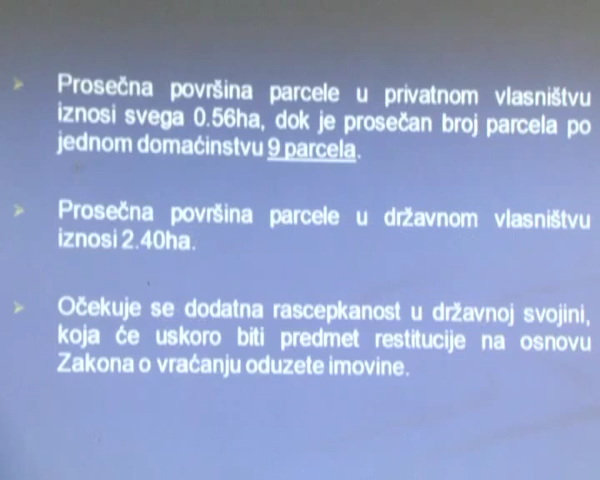 Prosečna površina parcele u privatnom vlasništvu
iznosi svega 0.56ha, dok je prosečan broj parcela po
jednom domaćinstvu 9 parcela.
Prosečna površina parcele u državnom vlasništvu
iznosi 2.40ha.
Očekuje se dodatna rascepkanost u državnoj svojini,
koja će uskoro biti predmet restitucije na osnovu
Zakona o vraćanju oduzete imovine.